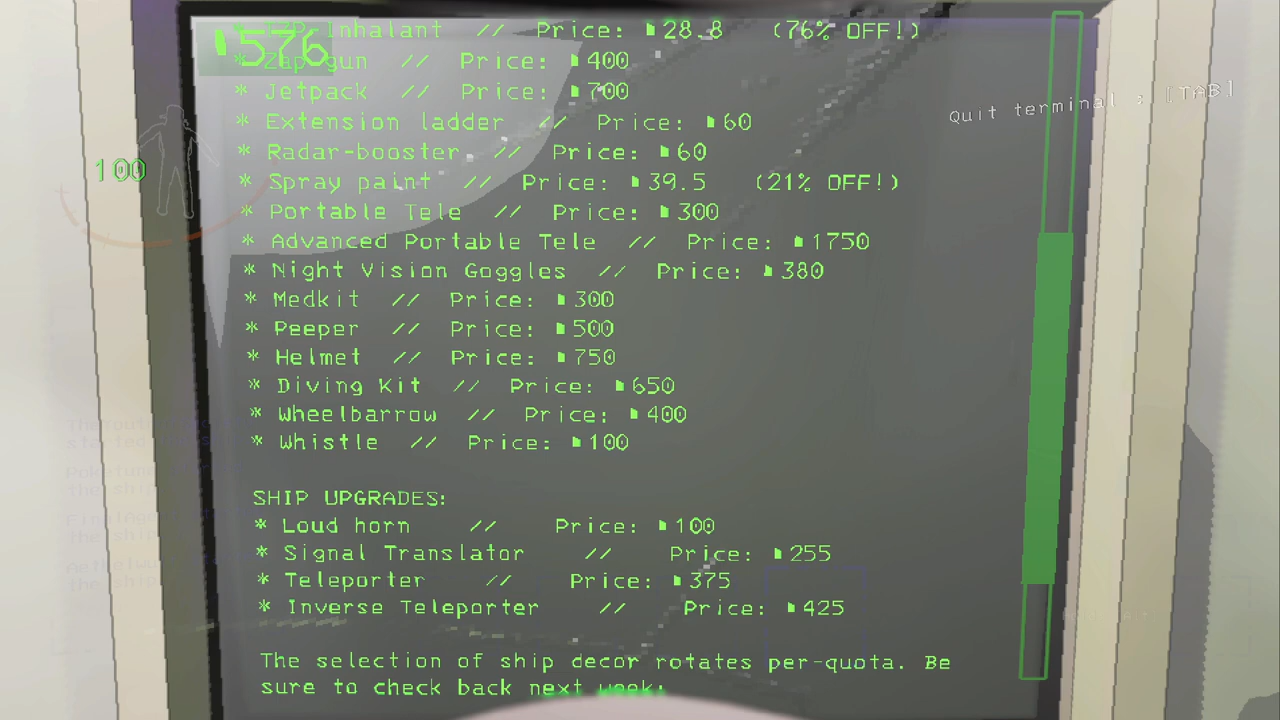 Inhalant // Price: ▮28.8 (76% OFF!)
▮576
* Zap gun // Price: ▮400
* Jetpack // Price: ▮700
* Extension ladder // Price: ▮60
* Radar-booster // Price: ▮60
* Spray paint // Price: ▮39.5 (21% OFF!)
* Portable Tele // Price: ▮300
* Advanced Portable Tele // Price: ▮1750
* Night Vision Goggles // Price: ▮380
* Medkit // Price: ▮300
* Peeper // Price: ▮500
* Helmet // Price: ▮750
* Diving Kit // Price: ▮650
* Wheelbarrow // Price: ▮400
* Whistle // Price: ▮100
SHIP UPGRADES:
* Loud horn // Price: ▮100
* Signal Translator // Price: ▮255
* Teleporter // Price: ▮375
* Inverse Teleporter // Price: ▮425
The selection of ship decor rotates per-quota. Be
sure to check back next week:
Quit terminal : [TAB]
100